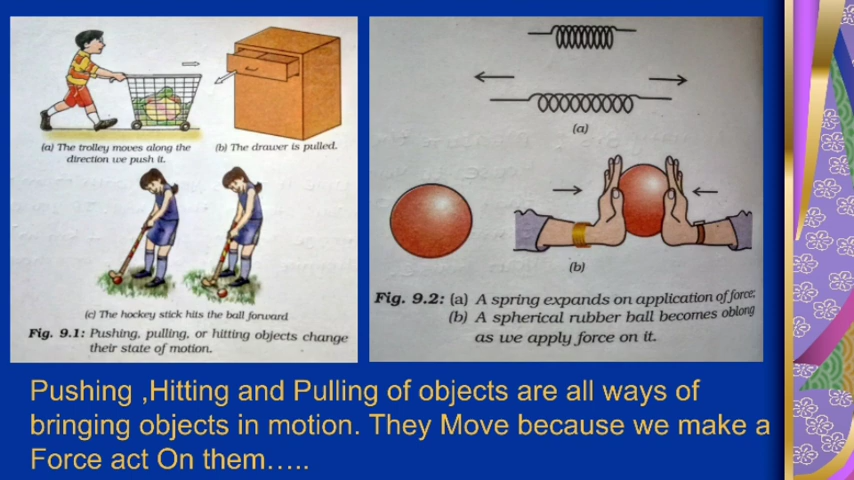 (a) The trolley moves along the
direction we push it.
(b) The drawer is pulled.
(c) The hockey stick hits the ball forward
Fig. 9.1: Pushing, pulling, or hitting objects change
their state of motion.
(a)
(b)
Fig. 9.2: (a) A spring expands on application of force;
(b) A spherical rubber ball becomes oblong
as we apply force on it.
Pushing ,Hitting and Pulling of objects are all ways of
bringing objects in motion. They Move because we make a
Force act On them…..